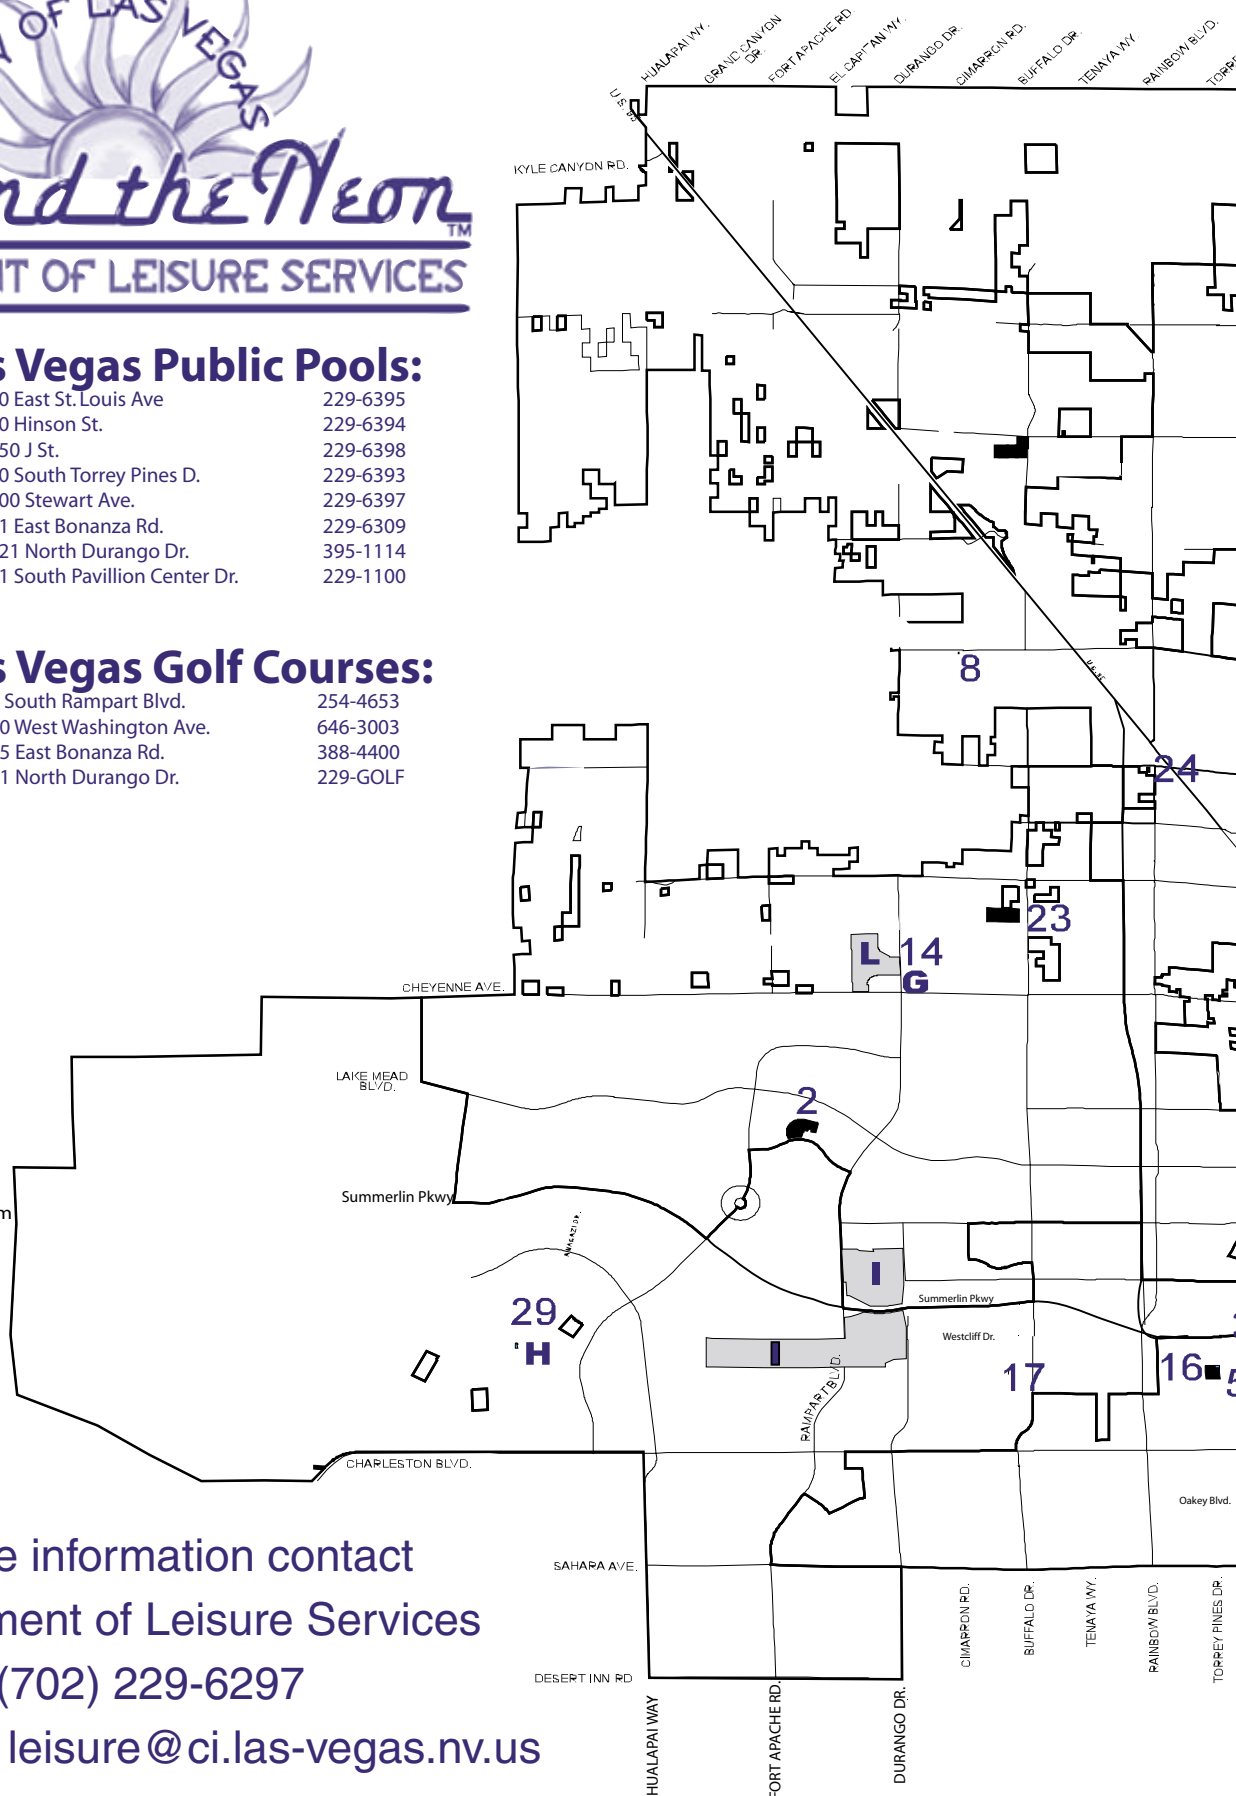 OF LAS VEGAS
nd the Neon
TM
NT OF LEISURE SERVICES
s Vegas Public Pools:
0 East St. Louis Ave 229-6395
0 Hinson St. 229-6394
50 J St. 229-6398
0 South Torrey Pines D. 229-6393
00 Stewart Ave. 229-6397
1 East Bonanza Rd. 229-6309
21 North Durango Dr. 395-1114
1 South Pavillion Center Dr. 229-1100
s Vegas Golf Courses:
South Rampart Blvd. 254-4653
0 West Washington Ave. 646-3003
5 East Bonanza Rd. 388-4400
1 North Durango Dr. 229-GOLF
HUALAPAI WY.
GRAND CANYON DR.
FORT APACHE RD.
EL CAPITAN WY.
DURANGO DR.
CIMARRON RD.
BUFFALO DR.
TENAYA WY.
RAINBOW BLVD.
TORRE
U.S. 95
KYLE CANYON RD.
8
U.S. 95
24
23
L
14
G
CHEYENNE AVE.
LAKE MEAD
BLVD.
2
Summerlin Pkwy
m
I
Summerlin Pkwy
29
H
Westcliff Dr.
I
RAMPART BLVD.
17
16
5
CHARLESTON BLVD.
Oakey Blvd.
SAHARA AVE.
DESERT INN RD
HUALAPAI WAY
FORT APACHE RD.
DURANGO DR.
CIMARRON RD.
BUFFALO DR.
TENAYA WY.
RAINBOW BLVD.
TORREY PINES DR.
e information contact
ment of Leisure Services
(702) 229-6297
leisure@ci.las-vegas.nv.us